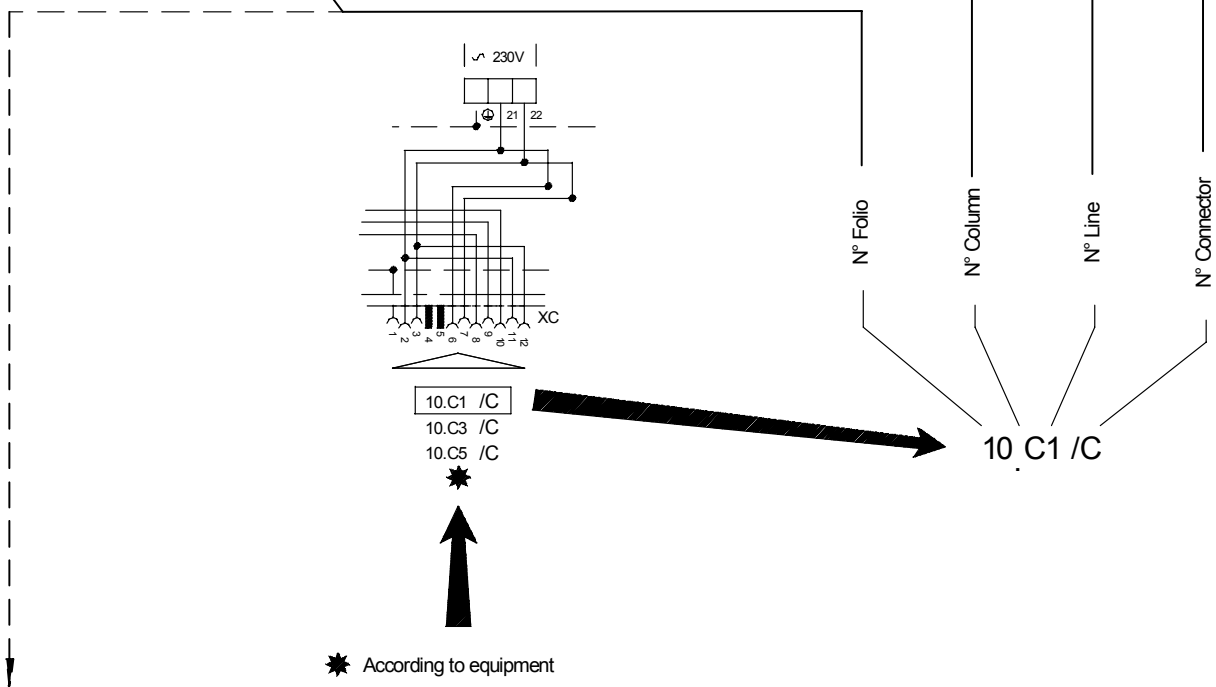 230V
21 22
XC
1 2 3 4 5 6 7 8 9 10 11 12
10.C1 /C
10.C3 /C
10.C5 /C
According to equipment
N° Folio
N° Column
N° Line
N° Connector
10.C1 /C